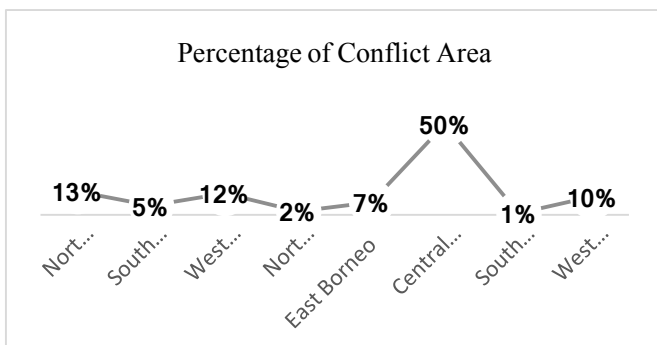 Percentage of Conflict Area
50%
13%
5%
12%
2%
7%
1%
10%
Nort...
South...
West...
Nort...
East Borneo
Central...
South...
West...